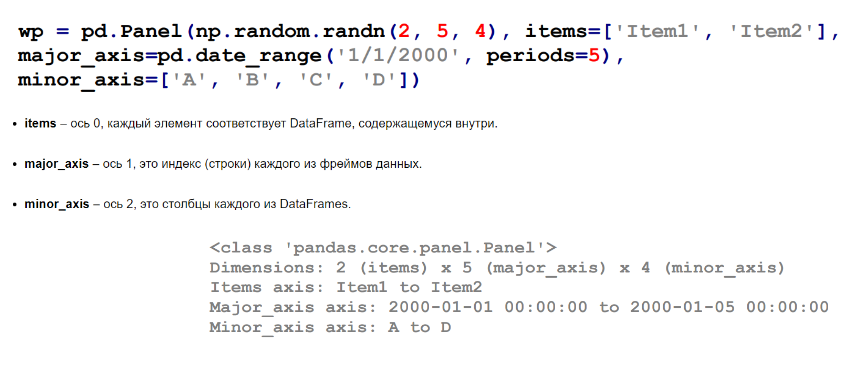 wp = pd.Panel(np.random.randn(2, 5, 4), items=['Item1', 'Item2'],
major_axis=pd.date_range('1/1/2000', periods=5),
minor_axis=['A', 'B', 'C', 'D'])
• items – ось 0, каждый элемент соответствует DataFrame, содержащемуся внутри.
• major_axis – ось 1, это индекс (строки) каждого из фреймов данных.
• minor_axis – ось 2, это столбцы каждого из DataFrames.
<class 'pandas.core.panel.Panel'>
Dimensions: 2 (items) x 5 (major_axis) x 4 (minor_axis)
Items axis: Item1 to Item2
Major_axis axis: 2000-01-01 00:00:00 to 2000-01-05 00:00:00
Minor_axis axis: A to D